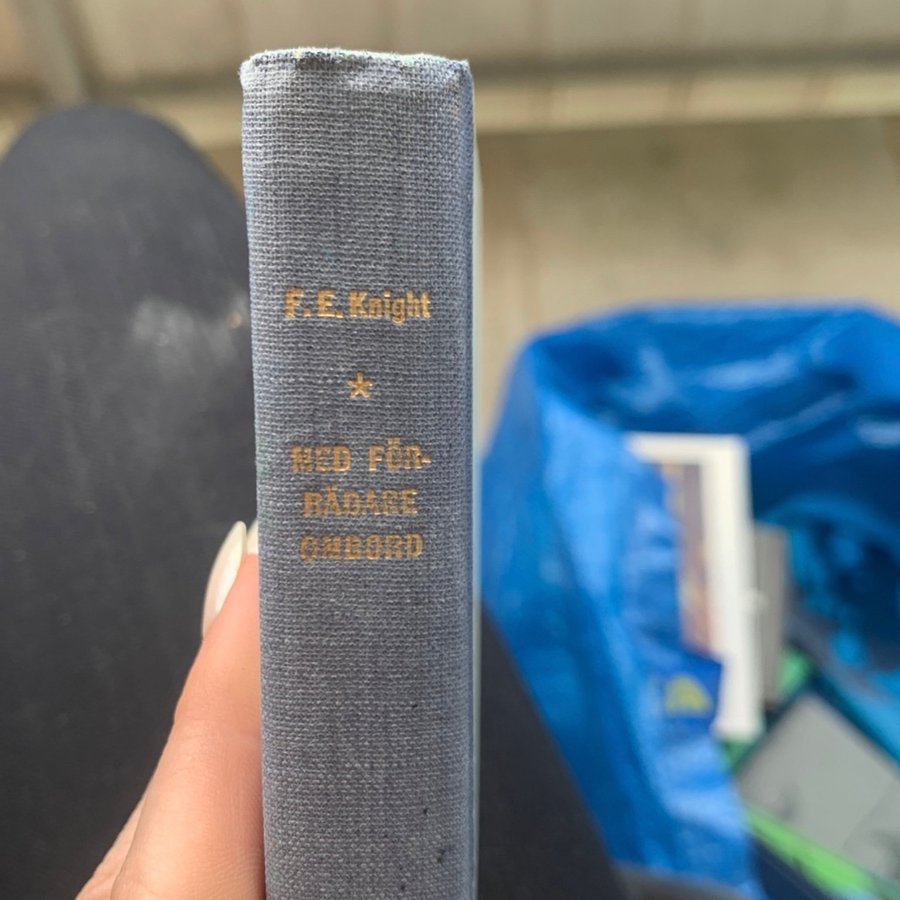 F. E. Knight
MED FÖR-
RÄDARE
OMBORD